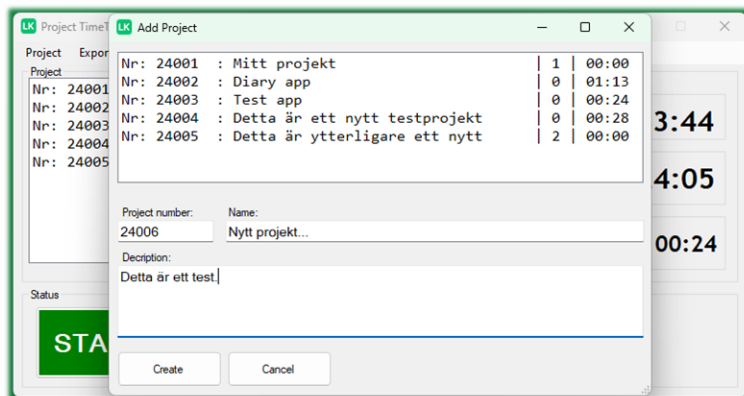 LK Project TimeT
LK Add Project
Project Expor
Project
Nr: 24001
Nr: 24002
Nr: 24003
Nr: 24004
Nr: 24005
Nr: 24001 : Mitt projekt | 1 | 00:00
Nr: 24002 : Diary app | 0 | 01:13
Nr: 24003 : Test app | 0 | 00:24
Nr: 24004 : Detta är ett nytt testprojekt | 0 | 00:28
Nr: 24005 : Detta är ytterligare ett nytt | 2 | 00:00
3:44
4:05
00:24
Project number:
24006
Name:
Nytt projekt...
Decription:
Detta är ett test.
Status
STA
Create
Cancel